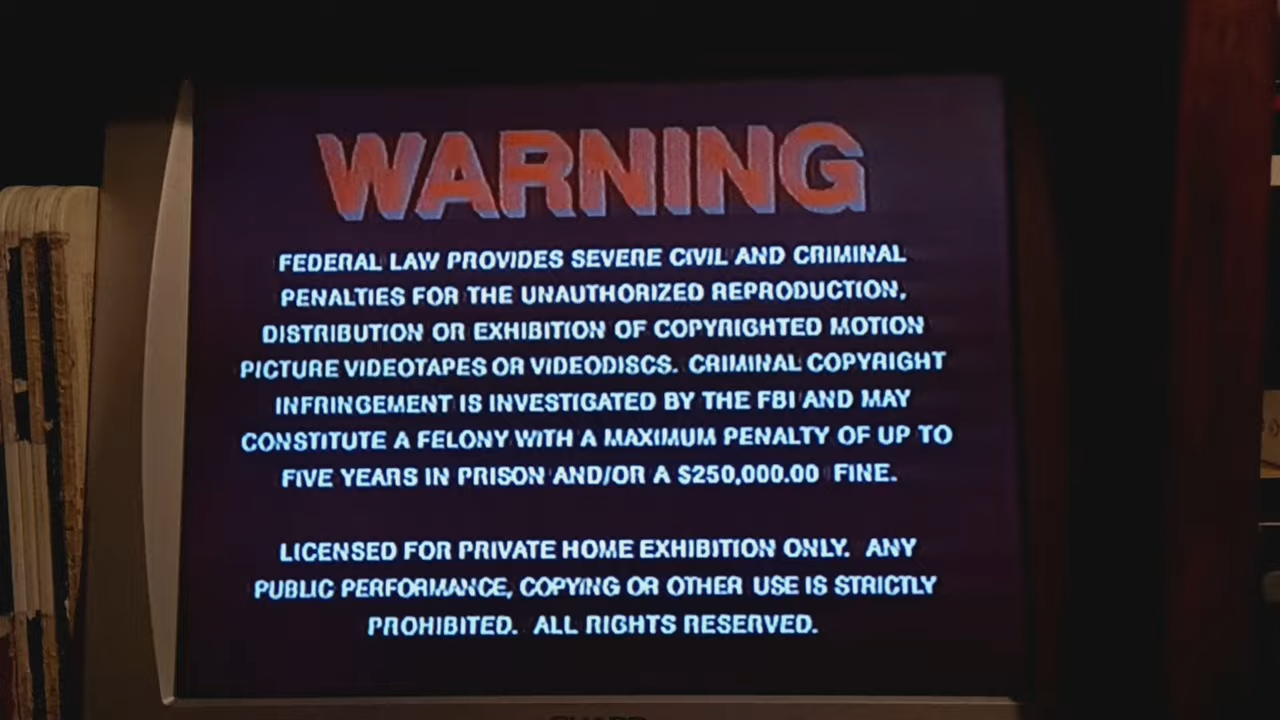 WARNING
FEDERAL LAW PROVIDES SEVERE CIVIL AND CRIMINAL
PENALTIES FOR THE UNAUTHORIZED REPRODUCTION,
DISTRIBUTION OR EXHIBITION OF COPYRIGHTED MOTION
PICTURE VIDEOTAPES OR VIDEODISCS. CRIMINAL COPYRIGHT
INFRINGEMENT IS INVESTIGATED BY THE FBI AND MAY
CONSTITUTE A FELONY WITH A MAXIMUM PENALTY OF UP TO
FIVE YEARS IN PRISON AND/OR A $250,000.00 FINE.
LICENSED FOR PRIVATE HOME EXHIBITION ONLY. ANY
PUBLIC PERFORMANCE, COPYING OR OTHER USE IS STRICTLY
PROHIBITED. ALL RIGHTS RESERVED.